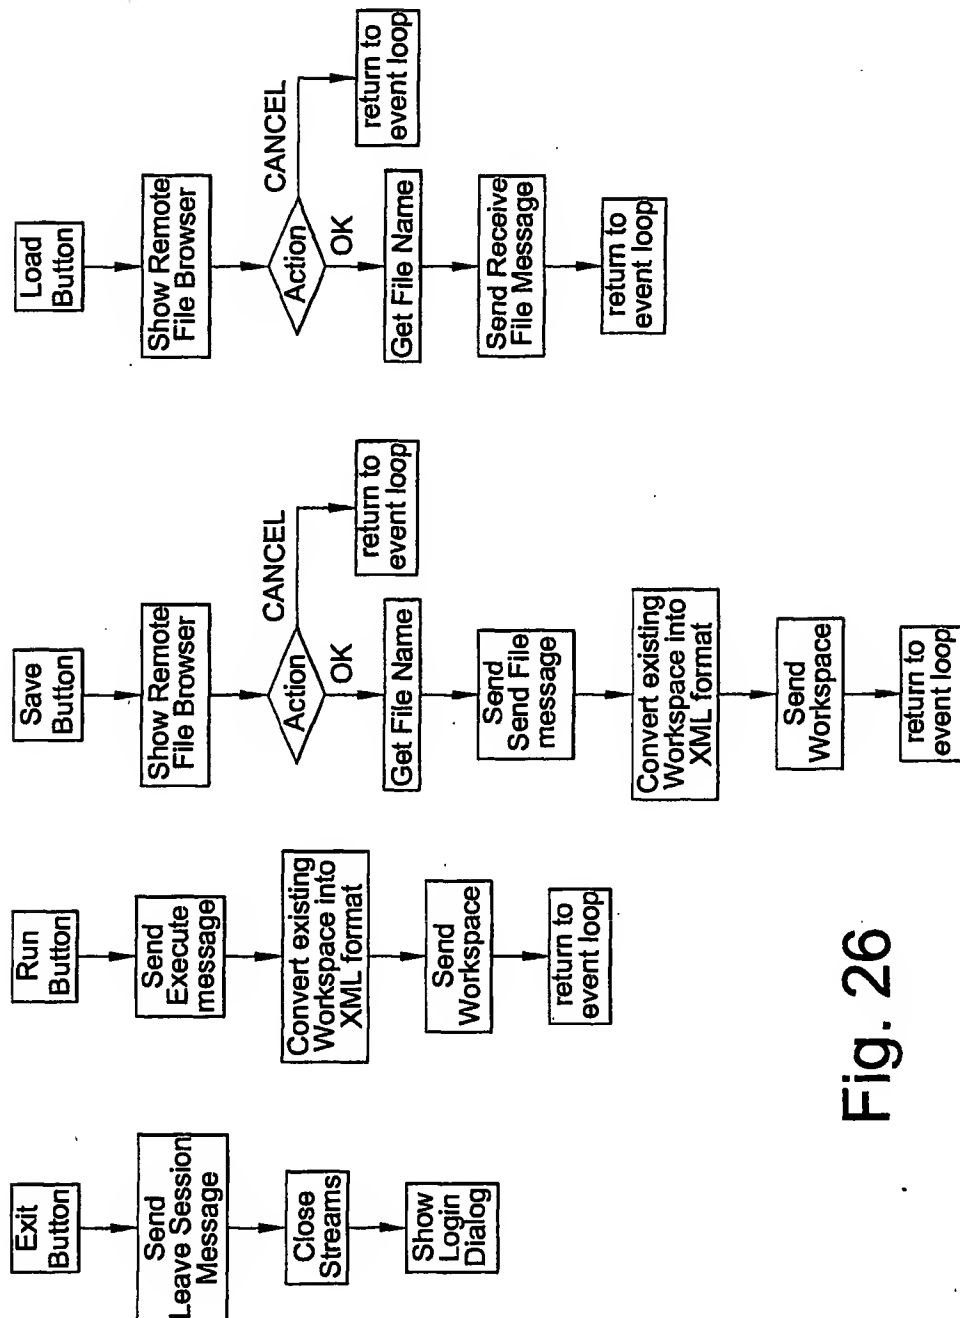 Exit
Button
Send
Leave Session
Message
Close
Streams
Show
Login
Dialog
Run
Button
Send
Execute
message
Convert existing
Workspace into
XML format
Send
Workspace
return to
event loop
Save
Button
Show Remote
File Browser
Action
CANCEL
return to
event loop
OK
Get File Name
Send
Send File
message
Convert existing
Workspace into
XML format
Send
Workspace
return to
event loop
Load
Button
Show Remote
File Browser
Action
CANCEL
return to
event loop
OK
Get File Name
Send Receive
File Message
return to
event loop
Fig. 26